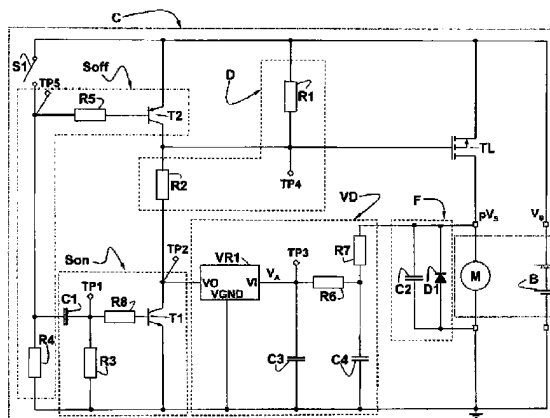 C
S1
Soff
TP5
D
R5
T2
R1
TL
TP4
R2
VD
F
pVs
VB
Son
TP2
VR1
TP3
R7
VA
VO
VI
VGND
R6
C2
D1
M
B
TP1
C1
R8
T1
R4
R3
C3
C4